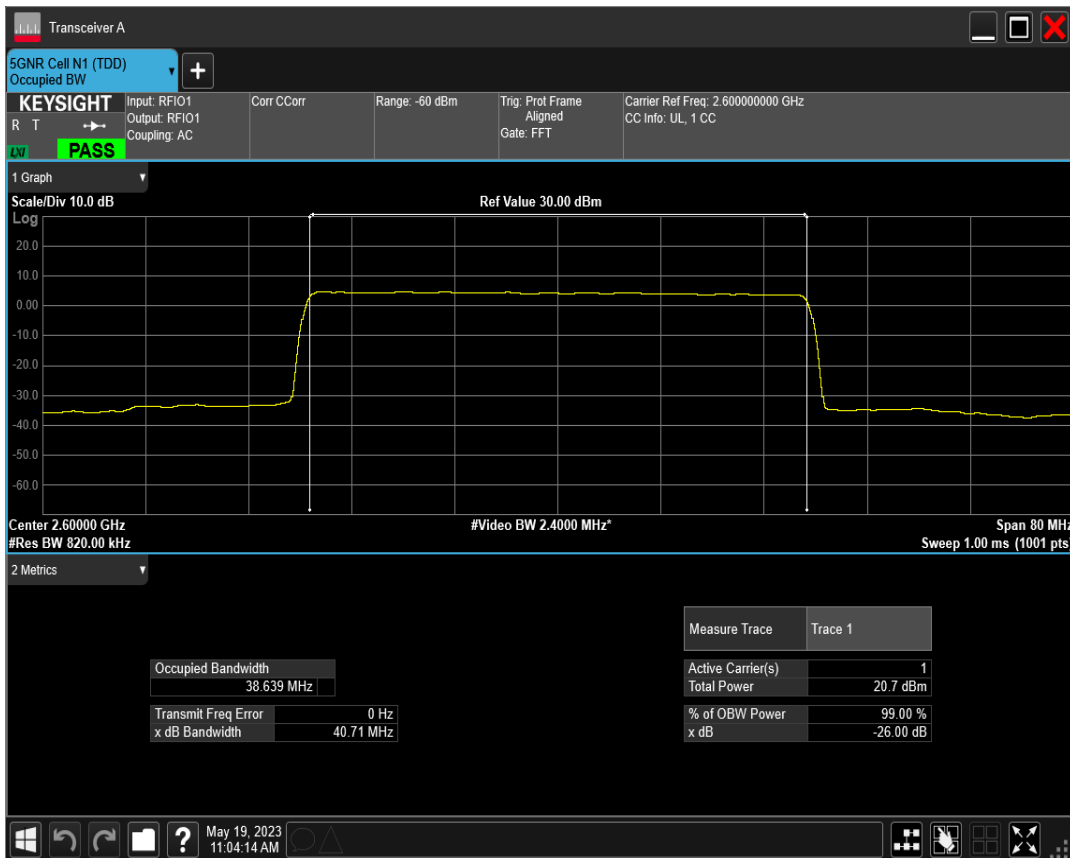 Transceiver A
5GNR Cell N1 (TDD)
Occupied BW
+
KEYSIGHT
R T
LXI
PASS
Input: RFIO1
Output: RFIO1
Coupling: AC
Corr CCorr
Range: -60 dBm
Trig: Prot Frame
Aligned
Gate: FFT
Carrier Ref Freq: 2.600000000 GHz
CC Info: UL, 1 CC
1 Graph
Scale/Div 10.0 dB
Ref Value 30.00 dBm
Log
20.0
10.0
0.00
-10.0
-20.0
-30.0
-40.0
-50.0
-60.0
Center 2.60000 GHz
#Video BW 2.4000 MHz*
Span 80 MHz
#Res BW 820.00 kHz
Sweep 1.00 ms (1001 pts)
2 Metrics
Measure Trace Trace 1
Occupied Bandwidth
38.639 MHz
Active Carrier(s) 1
Total Power 20.7 dBm
Transmit Freq Error 0 Hz
x dB Bandwidth 40.71 MHz
% of OBW Power 99.00 %
x dB -26.00 dB
?
May 19, 2023
11:04:14 AM